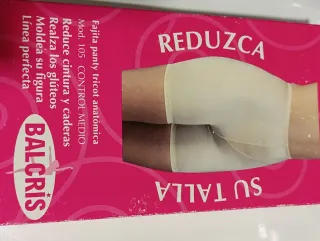 REDUZCA
SU TALLA
Fajita panty tricot anatómica
Mod. 105 CONTROL MEDIO
Reduce cintura y caderas
Realza los glúteos
Moldea su figura
Línea perfecta
BALCRIS